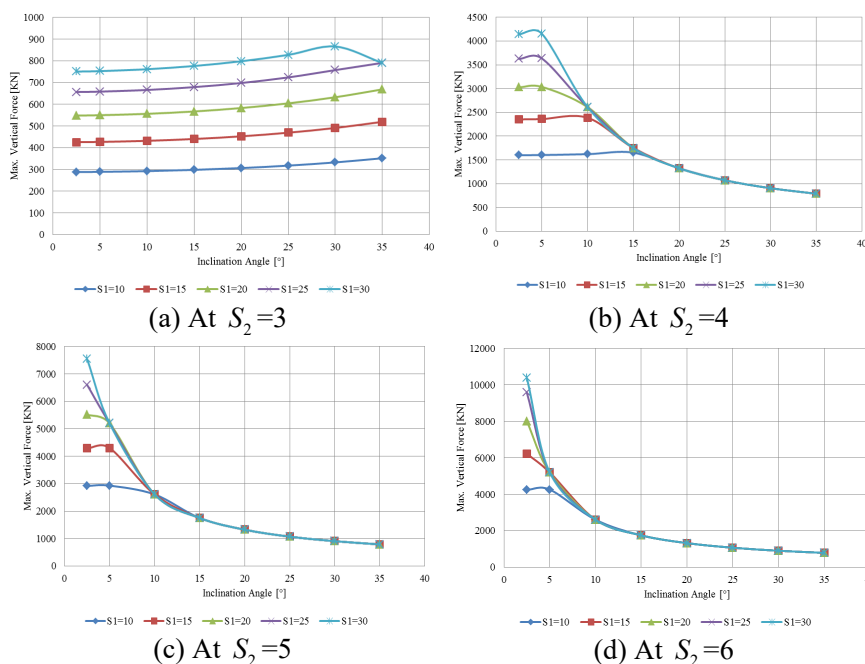 Max. Vertical Force [KN]
1000
900
800
700
600
500
400
300
200
100
0
0 5 10 15 20 25 30 35 40
Inclination Angle [°]
S1=10 S1=15 S1=20 S1=25 S1=30
(a) At S₂=3
Max. Vertical Force [KN]
4500
4000
3500
3000
2500
2000
1500
1000
500
0
0 5 10 15 20 25 30 35 40
Inclination Angle [°]
S1=10 S1=15 S1=20 S1=25 S1=30
(b) At S₂=4
Max. Vertical Force [KN]
8000
7000
6000
5000
4000
3000
2000
1000
0
0 5 10 15 20 25 30 35 40
Inclination Angle [°]
S1=10 S1=15 S1=20 S1=25 S1=30
(c) At S₂=5
Max. Vertical Force [KN]
12000
10000
8000
6000
4000
2000
0
0 5 10 15 20 25 30 35 40
Inclination Angle [°]
S1=10 S1=15 S1=20 S1=25 S1=30
(d) At S₂=6